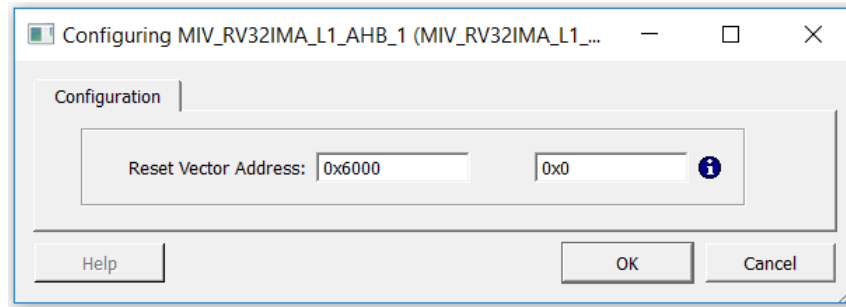 Configuring MIV_RV32IMA_L1_AHB_1 (MIV_RV32IMA_L1_...
Configuration
Reset Vector Address: 0x6000 0x0
Help OK Cancel